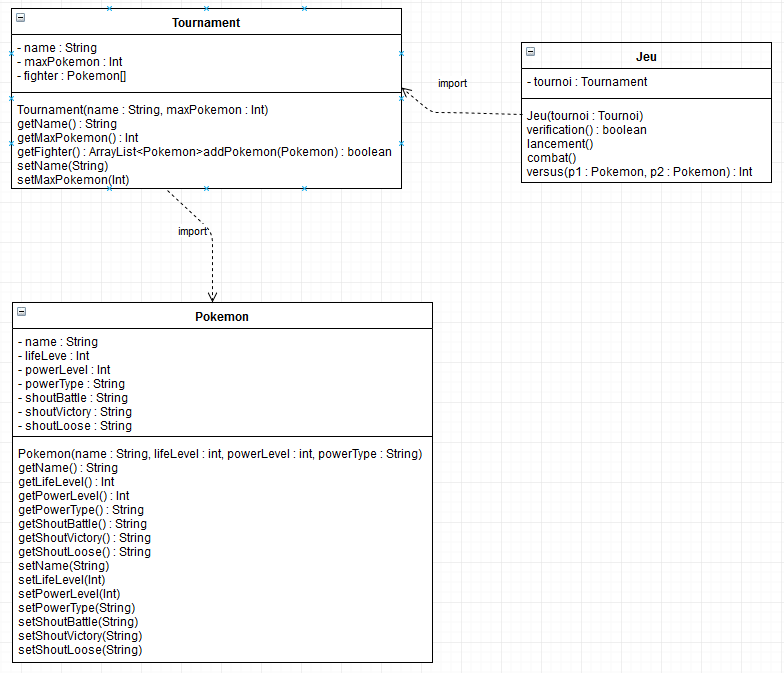 Tournament
- name : String
- maxPokemon : Int
- fighter : Pokemon[]
Tournament(name : String, maxPokemon : Int)
getName() : String
getMaxPokemon() : Int
getFighter() : ArrayList<Pokemon>addPokemon(Pokemon) : boolean
setName(String)
setMaxPokemon(Int)
import
Jeu
- tournoi : Tournament
Jeu(tournoi : Tournoi)
verification() : boolean
lancement()
combat()
versus(p1 : Pokemon, p2 : Pokemon) : Int
import
Pokemon
- name : String
- lifeLeve : Int
- powerLevel : Int
- powerType : String
- shoutBattle : String
- shoutVictory : String
- shoutLoose : String
Pokemon(name : String, lifeLevel : int, powerLevel : int, powerType : String)
getName() : String
getLifeLevel() : Int
getPowerLevel() : Int
getPowerType() : String
getShoutBattle() : String
getShoutVictory() : String
getShoutLoose() : String
setName(String)
setLifeLevel(Int)
setPowerLevel(Int)
setPowerType(String)
setShoutBattle(String)
setShoutVictory(String)
setShoutLoose(String)